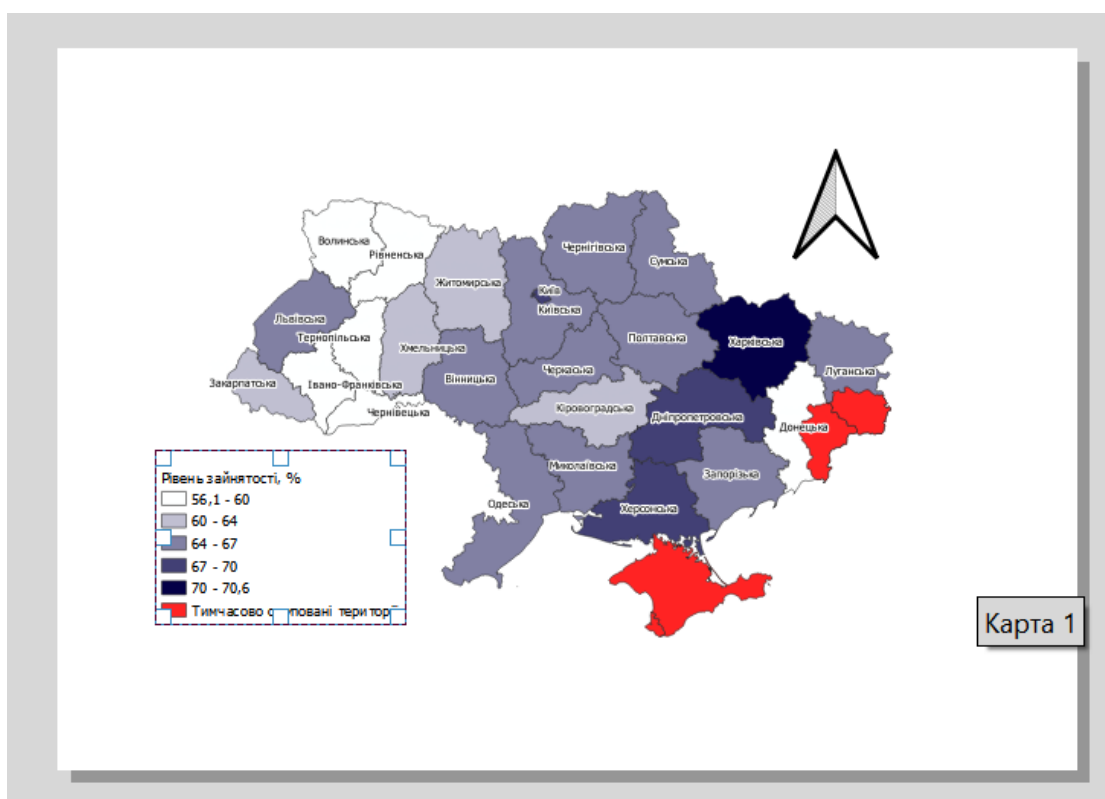 Волинська
Рівненська
Чернігівська
Сумська
Житомирська
Київ
Київська
Львівська
Тернопільська
Хмельницька
Полтавська
Харківська
Вінницька
Черкаська
Луганська
Закарпатська
Івано-Франківська
Чернівецька
Кіровоградська
Дніпропетровська
Донецька
Миколаївська
Запорізька
Одеська
Херсонська
Рівень зайнятості, %
56,1 - 60
60 - 64
64 - 67
67 - 70
70 - 70,6
Тимчасово окуповані території
Карта 1